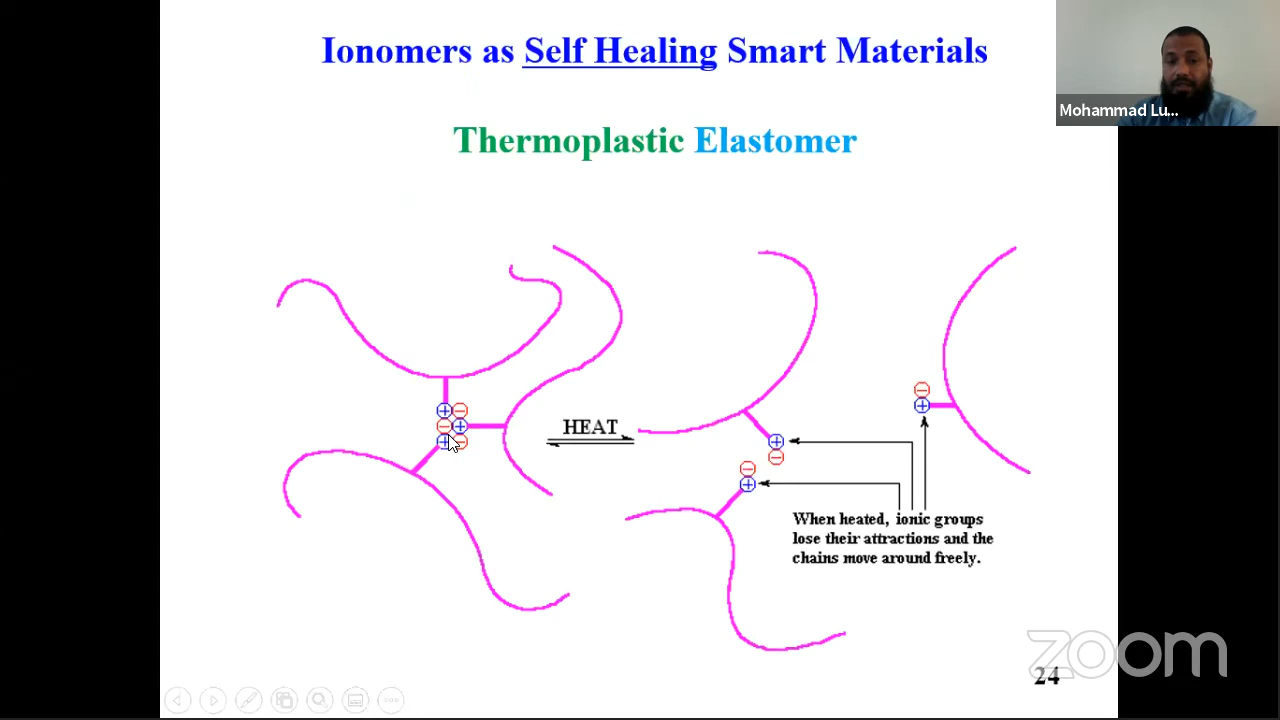 Ionomers as Self Healing Smart Materials
Mohammad Lu...
Thermoplastic Elastomer
HEAT
When heated, ionic groups
lose their attractions and the
chains move around freely.
zoom
24